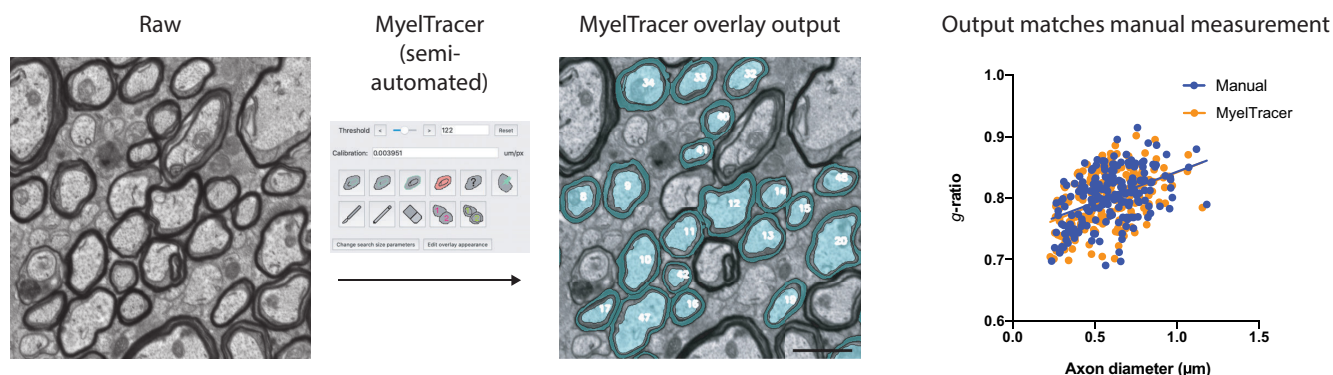 Raw
MyelTracer
(semi-
automated)
MyelTracer overlay output
Output matches manual measurement
Threshold < > 122 Reset
Calibration: 0.003951 um/px
?
Change search size parameters Edit overlay appearance
34 33 32
40
41
8 9 12 14 48
15
11 13 20
10
42
17 47 16 19
1.0
0.9
0.8
0.7
0.6
g-ratio
Manual
MyelTracer
0.0 0.5 1.0 1.5
Axon diameter (μm)